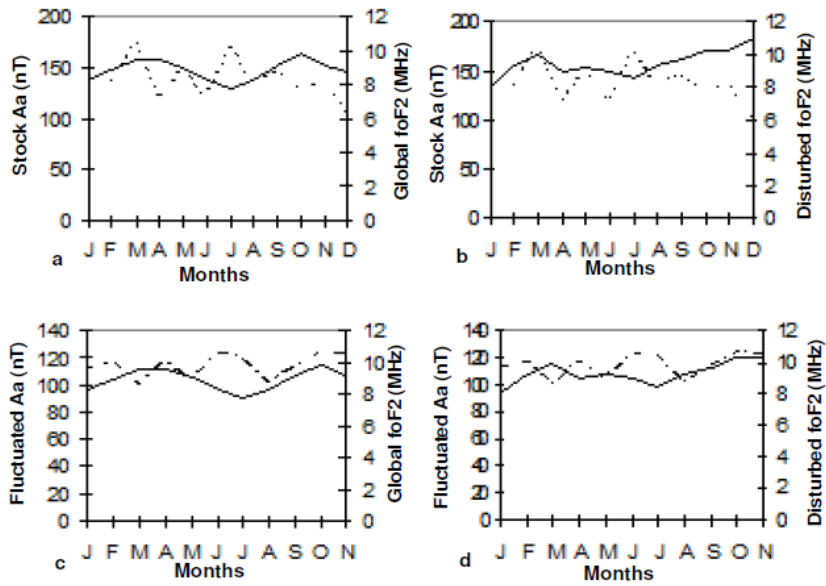 200
150
100
50
0
Stock Aa (nT)
12
10
8
6
4
2
0
Global foF2 (MHz)
J F M A M J J A S O N D
a
Months
200
150
100
50
0
Stock Aa (nT)
12
10
8
6
4
2
0
Disturbed foF2 (MHz)
J F M A M J J A S O N D
b
Months
140
120
100
80
60
40
20
0
Fluctuated Aa (nT)
12
10
8
6
4
2
0
Global foF2 (MHz)
J F M A M J J A S O N
c
Months
140
120
100
80
60
40
20
0
Fluctuated Aa (nT)
12
10
8
6
4
2
0
Disturbed foF2 (MHz)
J F M A M J J A S O N
d
Months